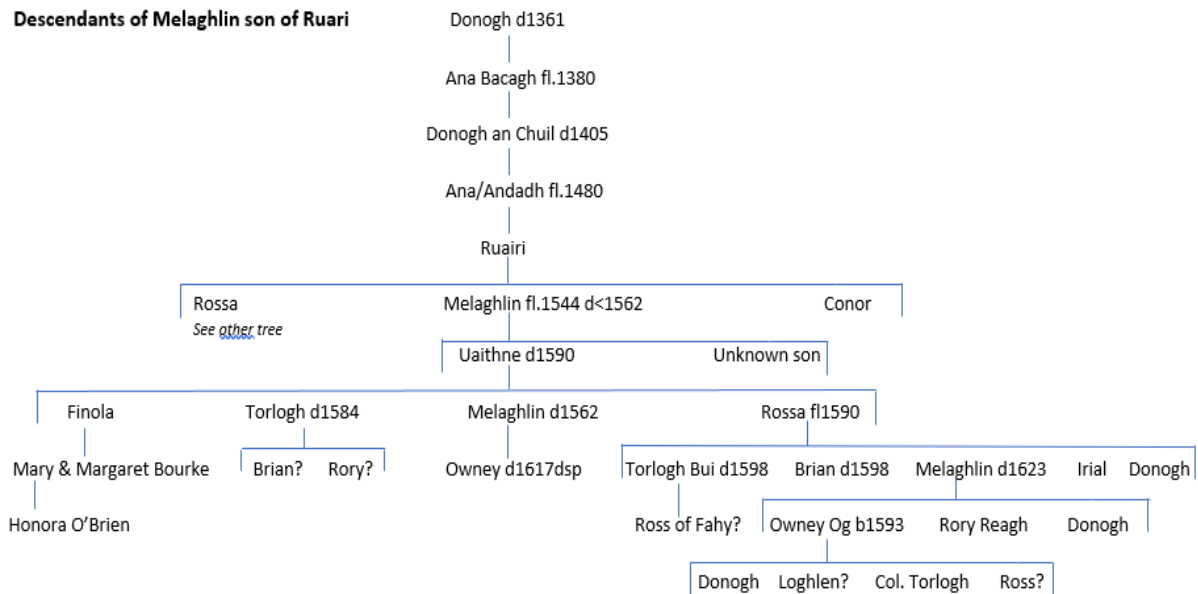 Descendants of Melaghlin son of Ruari
Donogh d1361
Ana Bacagh fl.1380
Donogh an Chuil d1405
Ana/Andadh fl.1480
Ruairi
Rossa Melaghlin fl.1544 d<1562 Conor
See other tree
Uaithne d1590 Unknown son
Finola Torlogh d1584 Melaghlin d1562 Rossa fl1590
Mary & Margaret Bourke Brian? Rory? Owney d1617dsp Torlogh Bui d1598 Brian d1598 Melaghlin d1623 Irial Donogh
Honora O’Brien Ross of Fahy? Owney Og b1593 Rory Reagh Donogh
Donogh Loghlen? Col. Torlogh Ross?